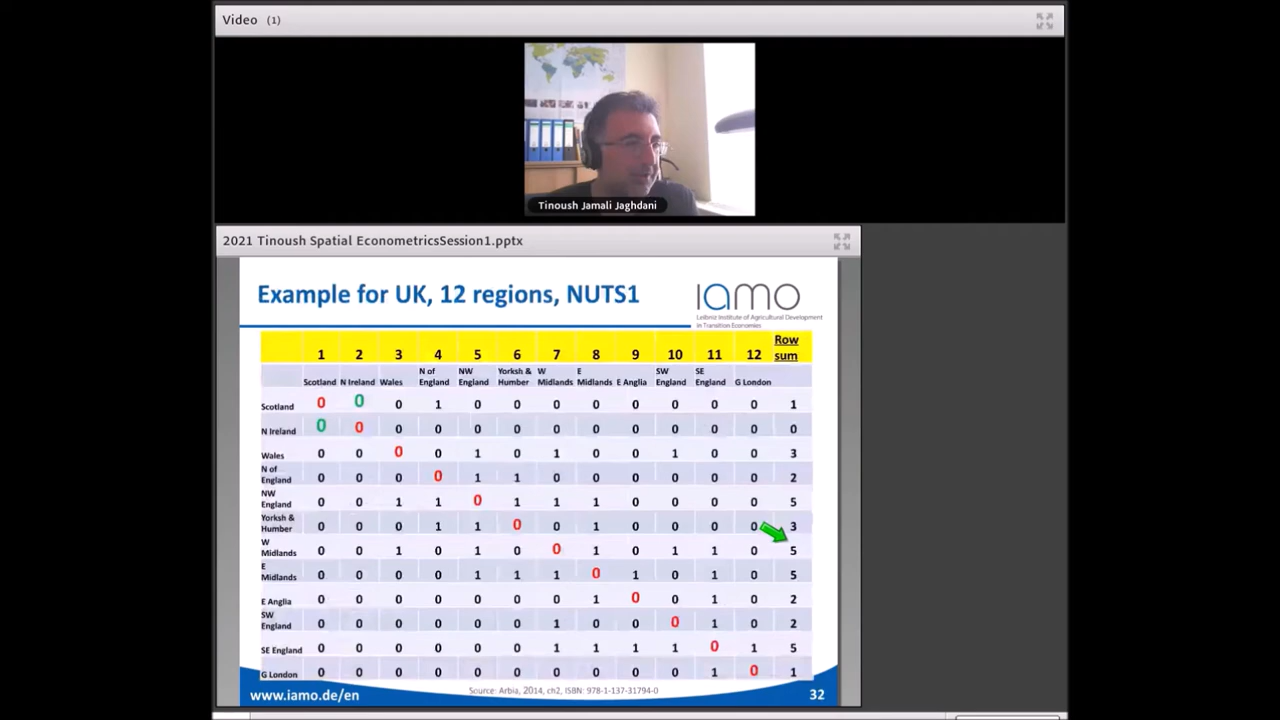 Video (1)
Tinoush Jamali Jaghdani
2021 Tinoush Spatial EconometricsSession1.pptx
Example for UK, 12 regions, NUTS1
iamo
Leibniz Institute of Agricultural Development
in Transition Economies
1 2 3 4 5 6 7 8 9 10 11 12 Row sum
Scotland N Ireland Wales N of England NW England Yorksh & Humber W Midlands E Midlands E Anglia SW England SE England G London
Scotland 0 0 0 1 0 0 0 0 0 0 0 0 1
N Ireland 0 0 0 0 0 0 0 0 0 0 0 0 0
Wales 0 0 0 0 1 0 1 0 0 1 0 0 3
N of England 0 0 0 0 1 1 0 0 0 0 0 0 2
NW England 0 0 1 1 0 1 1 1 0 0 0 0 5
Yorksh & Humber 0 0 0 1 1 0 0 1 0 0 0 0 3
W Midlands 0 0 1 0 1 0 0 1 0 1 1 0 5
E Midlands 0 0 0 0 1 1 1 0 1 0 1 0 5
E Anglia 0 0 0 0 0 0 0 1 0 0 1 0 2
SW England 0 0 0 0 0 0 1 0 0 0 1 0 2
SE England 0 0 0 0 0 0 1 1 1 1 0 1 5
G London 0 0 0 0 0 0 0 0 0 0 1 0 1
www.iamo.de/en
Source: Arbia, 2014, ch2, ISBN: 978-1-137-31794-0
32